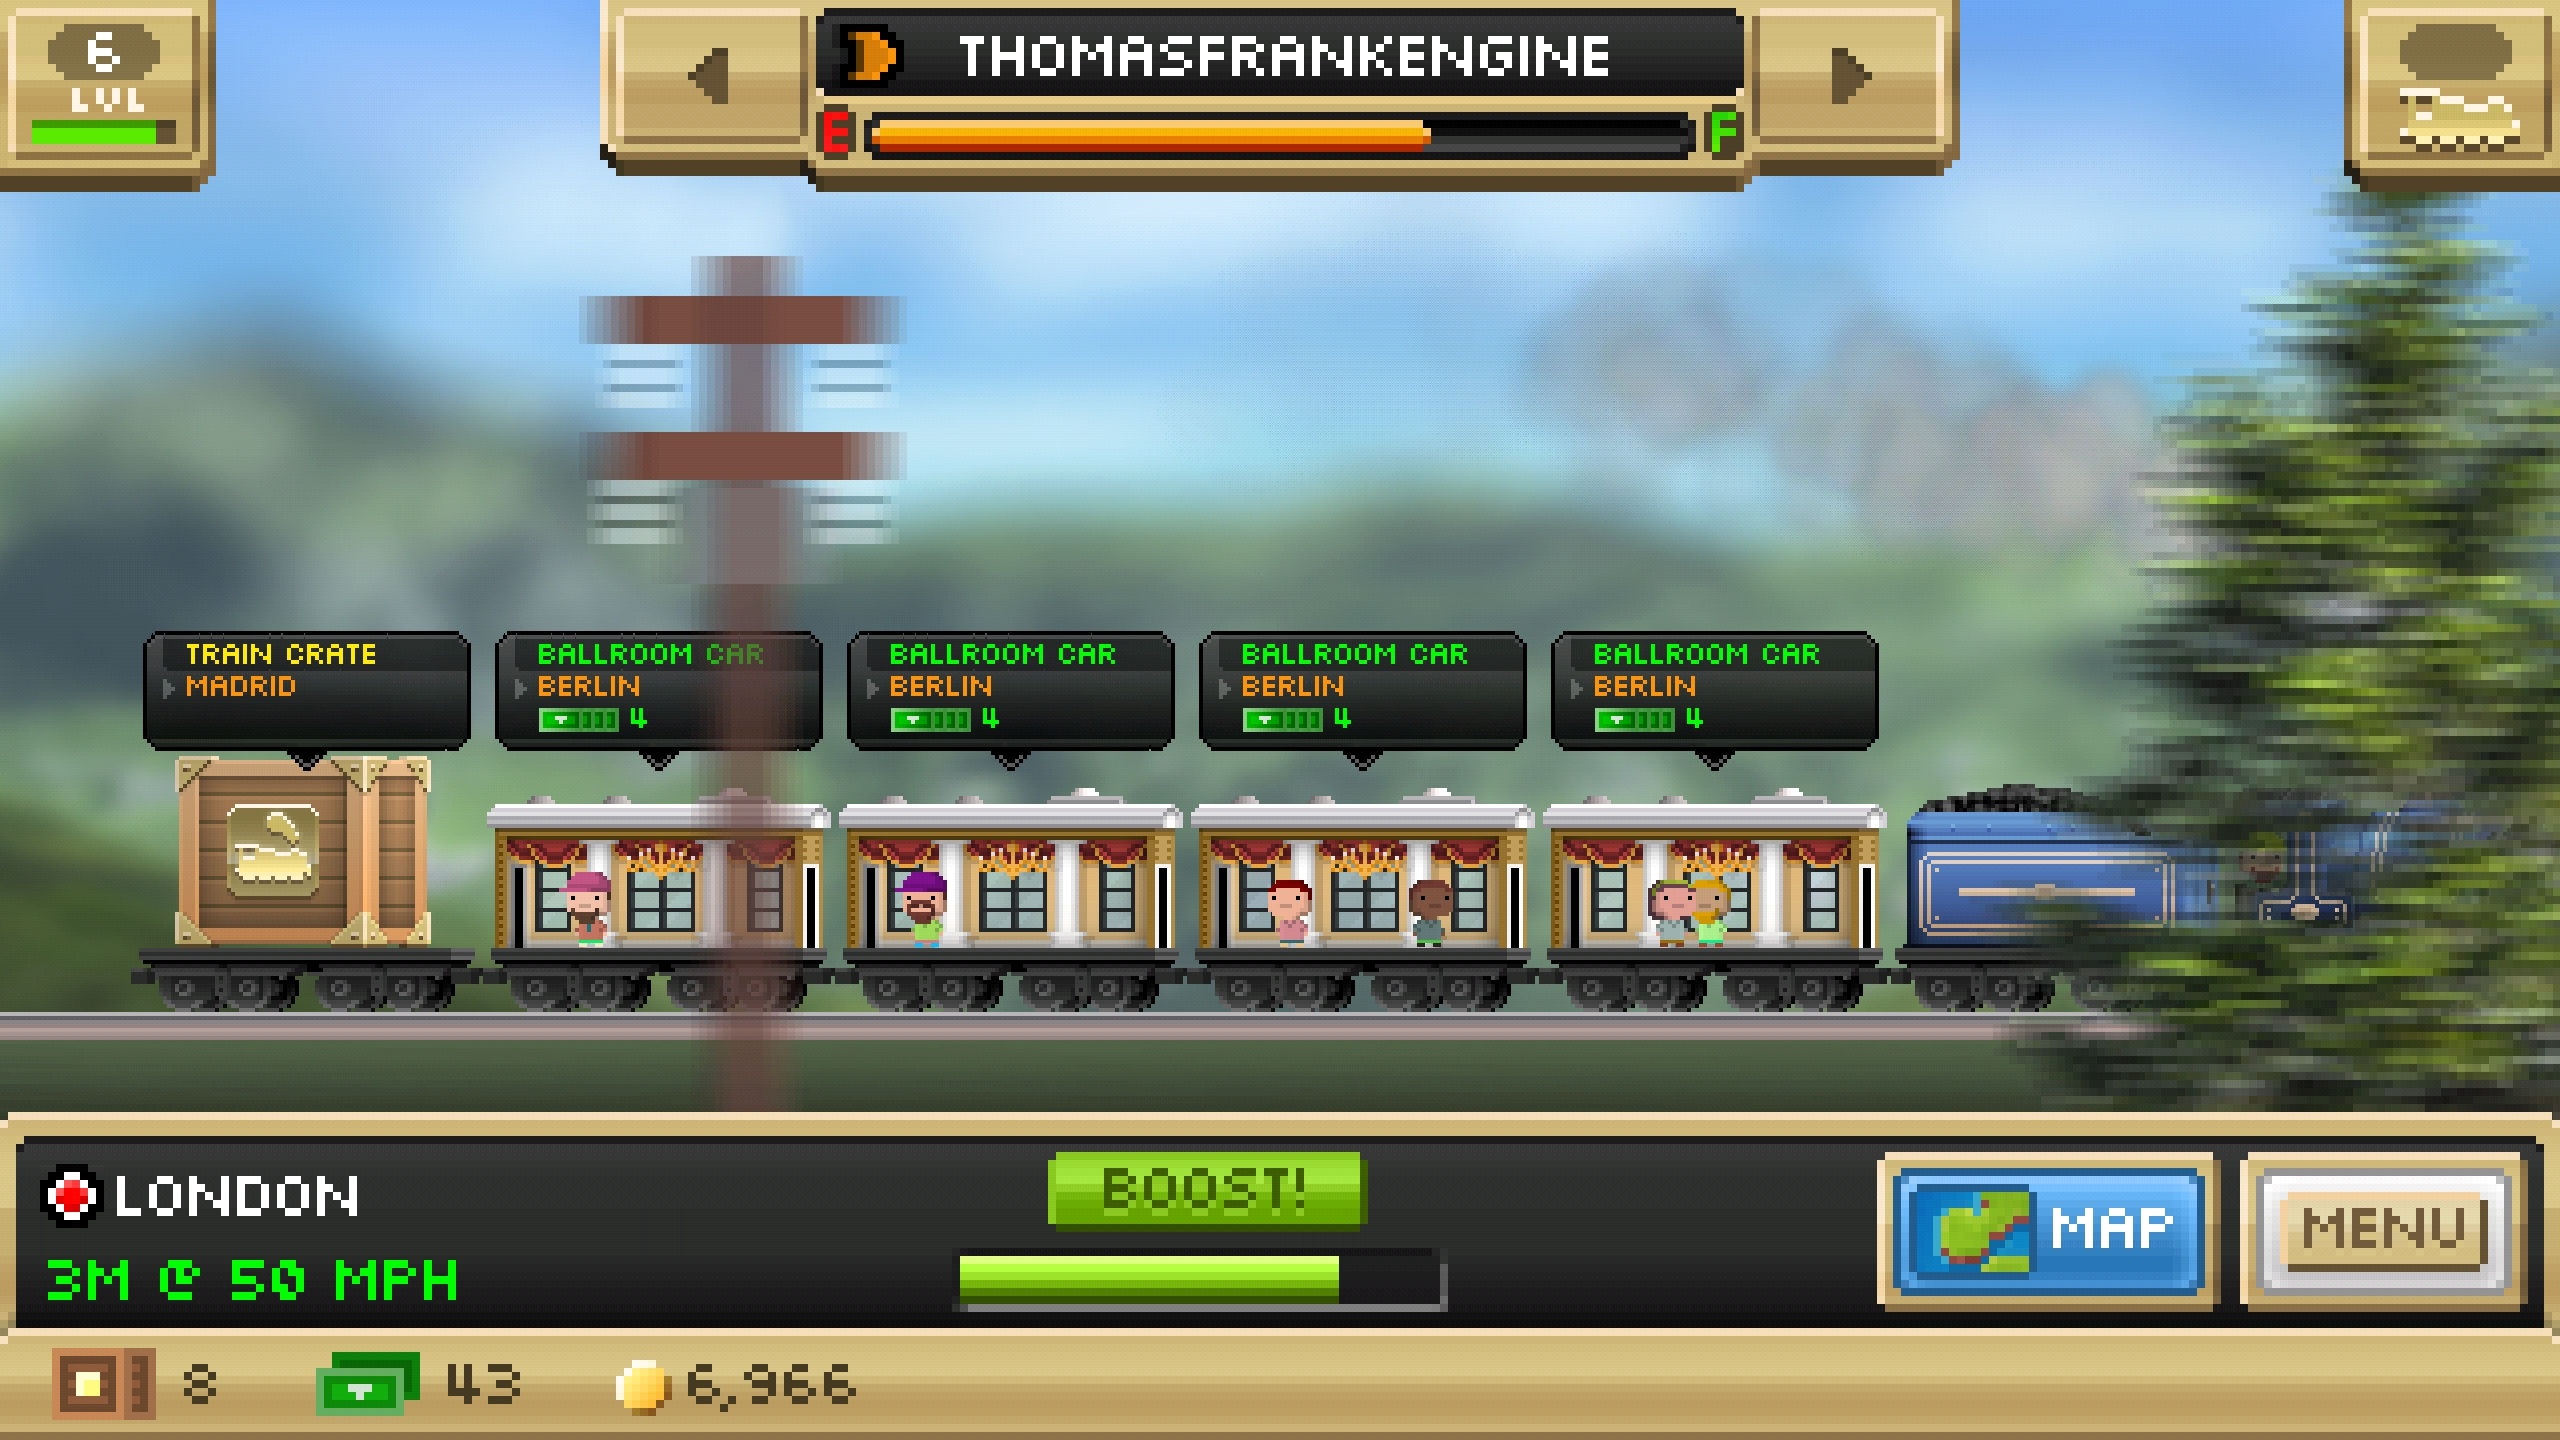 6
LVL
THOMASFRANKENGINE
E F
TRAIN CRATE
MADRID
BALLROOM CAR
BERLIN
4
BALLROOM CAR
BERLIN
4
BALLROOM CAR
BERLIN
4
BALLROOM CAR
BERLIN
4
LONDON
3M @ 50 MPH
BOOST!
MAP
MENU
8 43 6,966